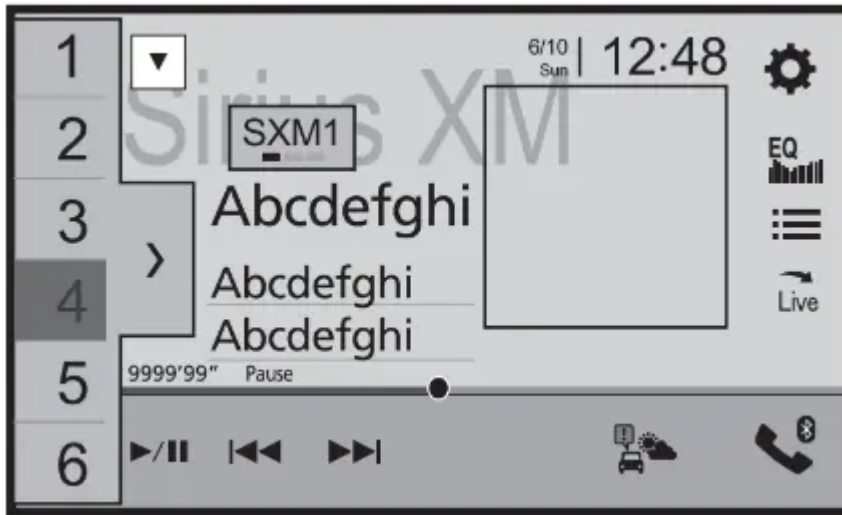 1
2
3
4
5
6
Sirius XM
6/10
Sun
12:48
SXM1
Abcdefghi
Abcdefghi
Abcdefghi
9999'99"
Pause
EQ
Live